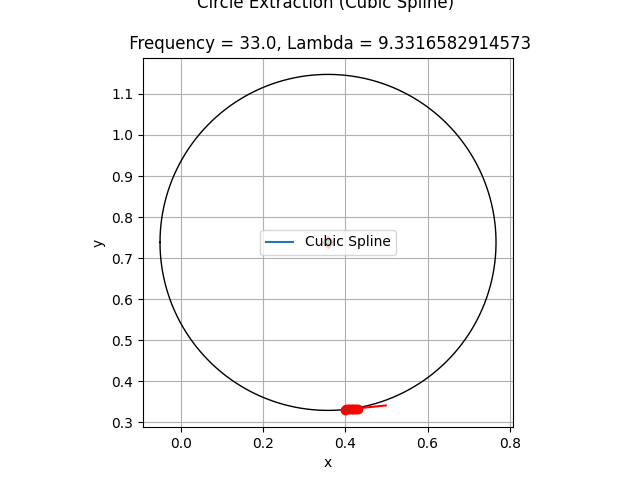 Circle Extraction (Cubic Spline)
Frequency = 33.0, Lambda = 9.3316582914573
1.1
1.0
0.9
0.8
0.7
0.6
0.5
0.4
0.3
y
Cubic Spline
0.0 0.2 0.4 0.6 0.8
x